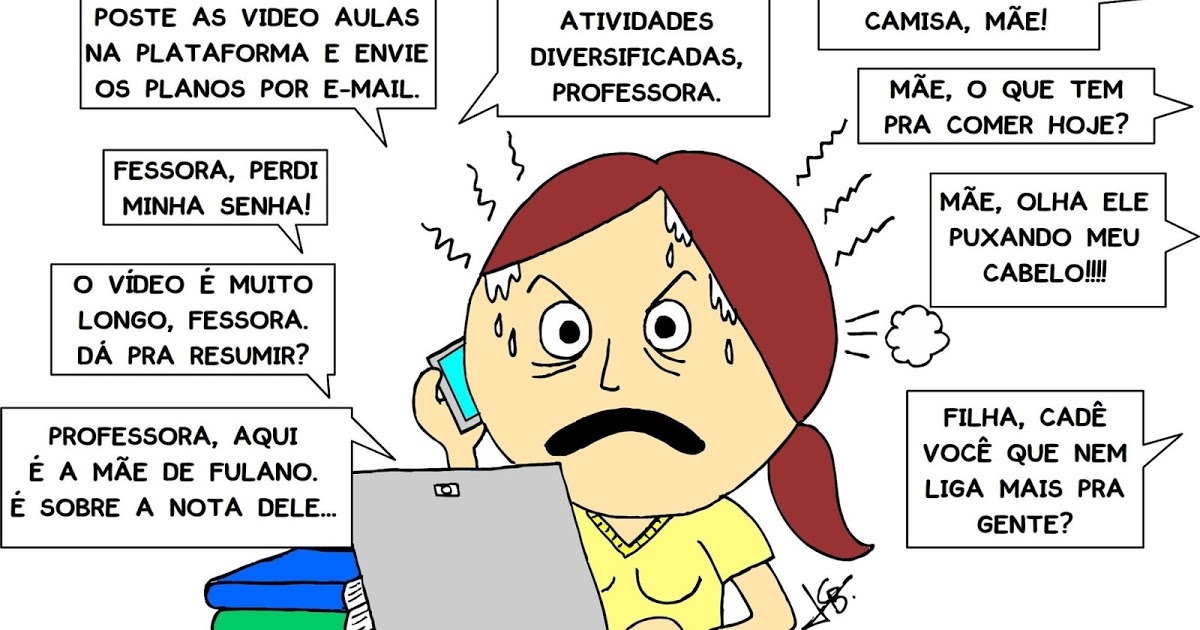 POSTE AS VIDEO AULAS
NA PLATAFORMA E ENVIE
OS PLANOS POR E-MAIL.
ATIVIDADES
DIVERSIFICADAS,
PROFESSORA.
CAMISA, MÃE!
MÃE, O QUE TEM
PRA COMER HOJE?
FESSORA, PERDI
MINHA SENHA!
MÃE, OLHA ELE
PUXANDO MEU
CABELO!!!!
O VÍDEO É MUITO
LONGO, FESSORA.
DÁ PRA RESUMIR?
PROFESSORA, AQUI
É A MÃE DE FULANO.
É SOBRE A NOTA DELE...
FILHA, CADÊ
VOCÊ QUE NEM
LIGA MAIS PRA
GENTE?